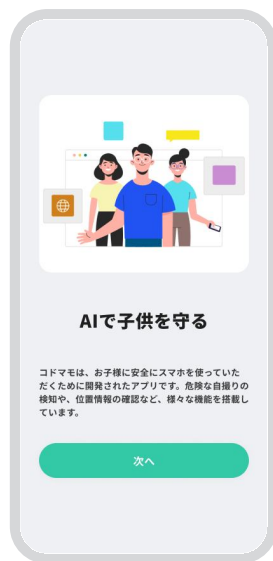 AIで子供を守る
コドマモは、お子様に安全にスマホを使っていた
だくために開発されたアプリです。危険な自撮りの
検知や、位置情報の確認など、様々な機能を搭載し
ています。
次へ